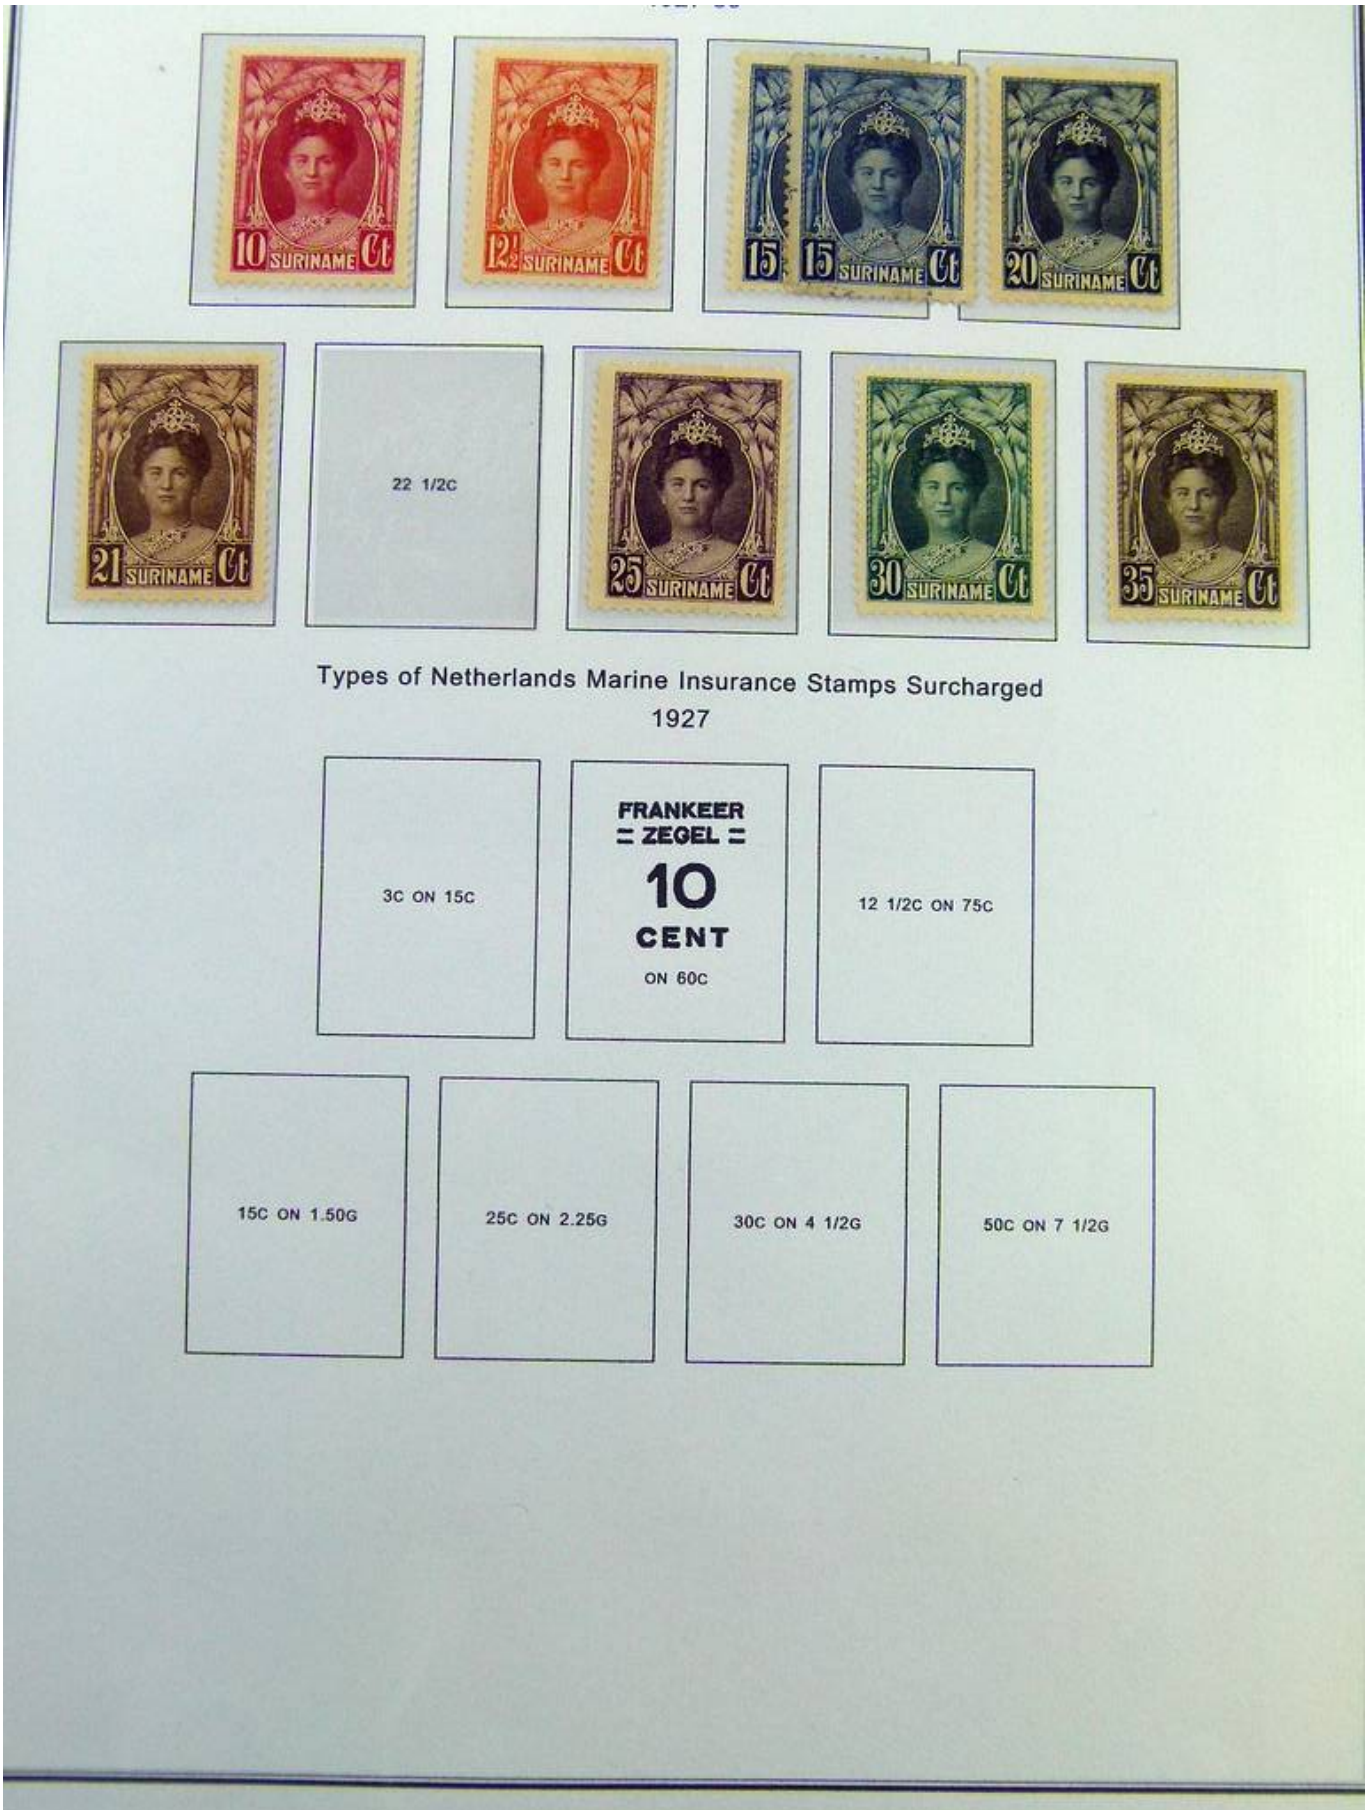 10 SURINAME Ct
12½ SURINAME Ct
15
15 SURINAME Ct
20 SURINAME Ct
21 SURINAME Ct
22 1/2C
25 SURINAME Ct
30 SURINAME Ct
35 SURINAME Ct
Types of Netherlands Marine Insurance Stamps Surcharged
1927
3C ON 15C
FRANKEER
= ZEGEL =
10
CENT
ON 60C
12 1/2C ON 75C
15C ON 1.50G
25C ON 2.25G
30C ON 4 1/2G
50C ON 7 1/2G